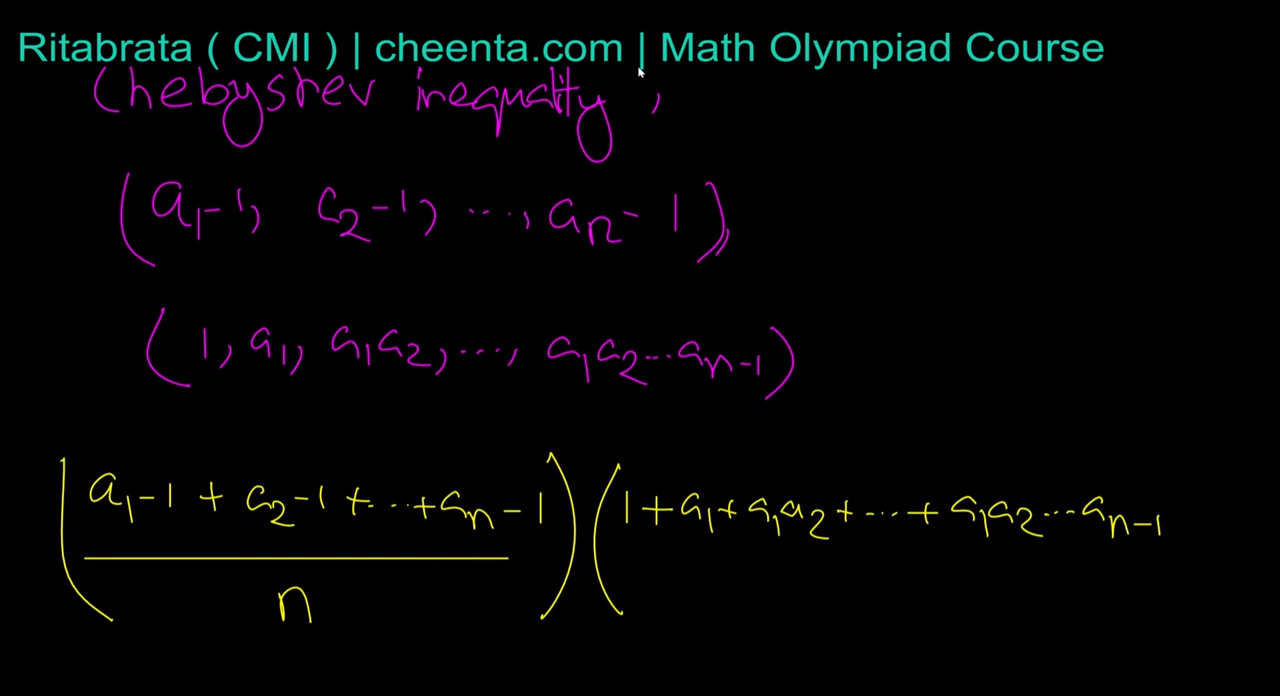 Ritabrata ( CMI ) | cheenta.com | Math Olympiad Course
Chebyshev inequality,
(a₁-1, a₂-1, ..., aₙ-1),
(1, a₁, a₁a₂, ..., a₁a₂...aₙ₋₁)
((a₁-1 + a₂-1 + ... + aₙ-1)/n) (1 + a₁ + a₁a₂ + ... + a₁a₂...aₙ₋₁